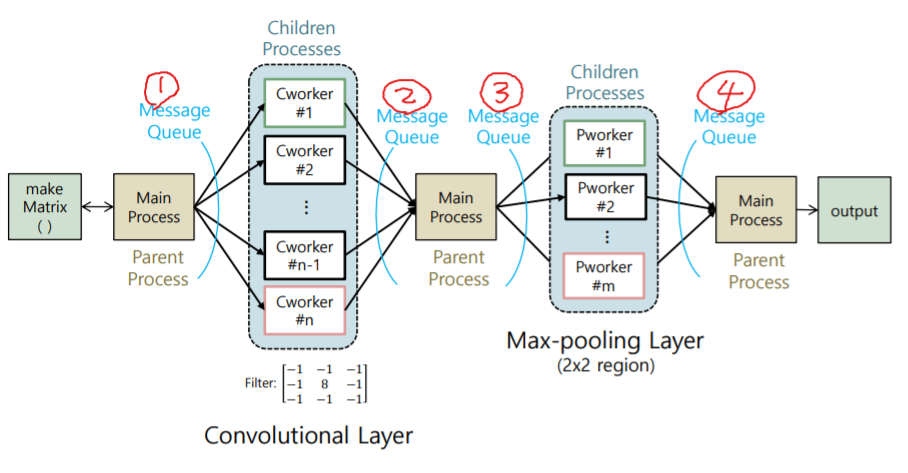 Children
Processes
Children
Processes
1
2
3
4
Message
Queue
Message
Queue
Message
Queue
Message
Queue
Cworker
#1
Cworker
#2
⋮
Cworker
#n-1
Cworker
#n
Pworker
#1
Pworker
#2
⋮
Pworker
#m
make
Matrix
( )
Main
Process
Parent
Process
Main
Process
Parent
Process
Main
Process
Parent
Process
output
Max-pooling Layer
(2x2 region)
Filter:
−1 −1 −1
−1 8 −1
−1 −1 −1
Convolutional Layer